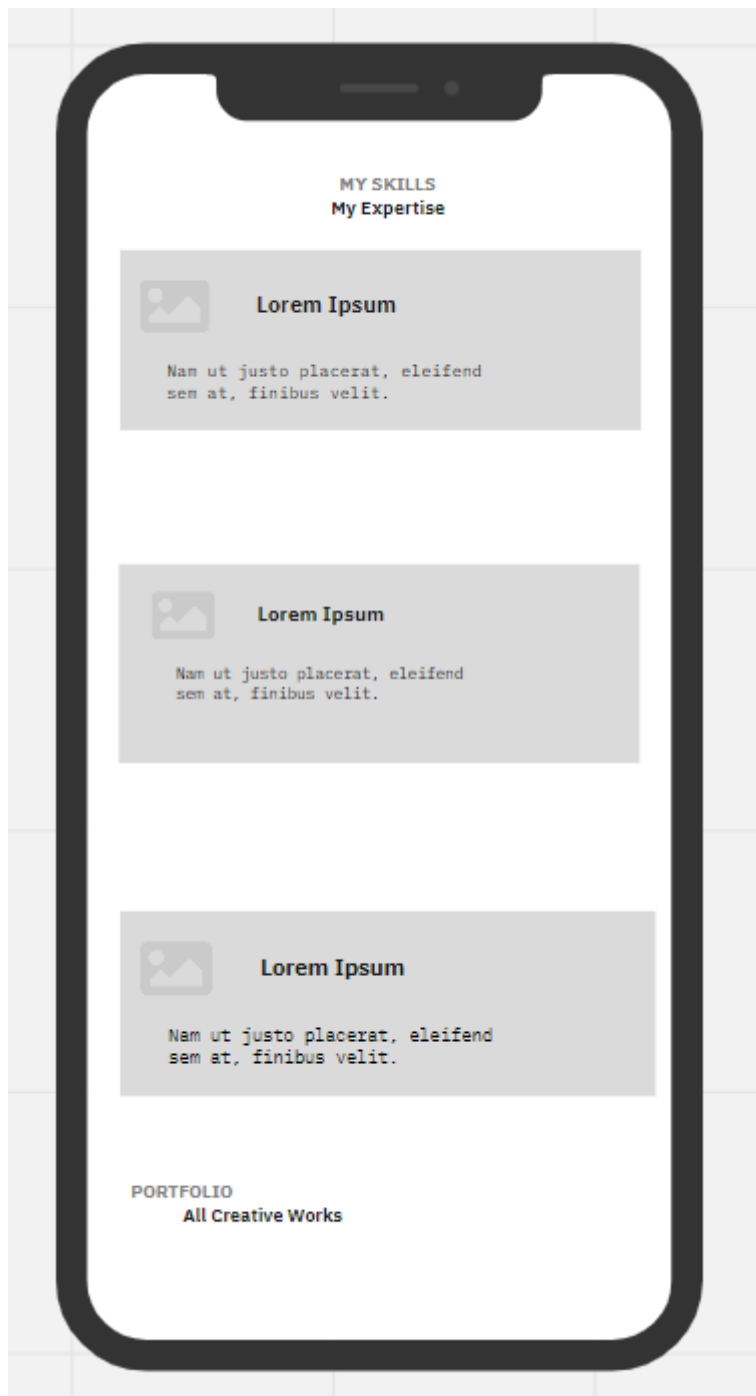 MY SKILLS
My Expertise
Lorem Ipsum
Nam ut justo placerat, eleifend
sem at, finibus velit.
Lorem Ipsum
Nam ut justo placerat, eleifend
sem at, finibus velit.
Lorem Ipsum
Nam ut justo placerat, eleifend
sem at, finibus velit.
PORTFOLIO
All Creative Works